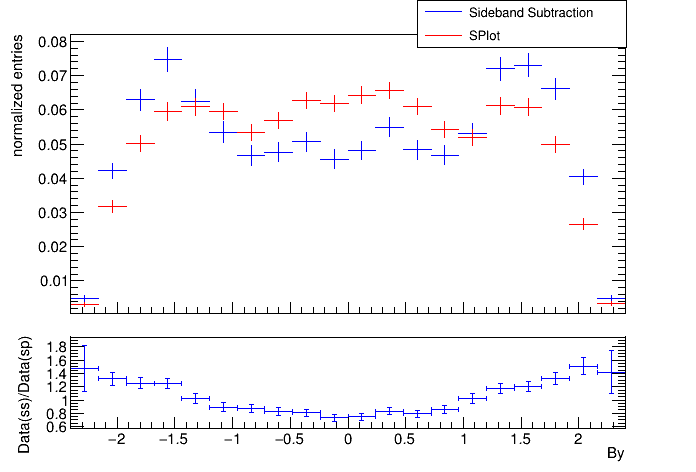 Sideband Subtraction
SPlot
normalized entries
0.08
0.07
0.06
0.05
0.04
0.03
0.02
0.01
Data(ss)/Data(sp)
1.8
1.6
1.4
1.2
1
0.8
0.6
−2 −1.5 −1 −0.5 0 0.5 1 1.5 2
By